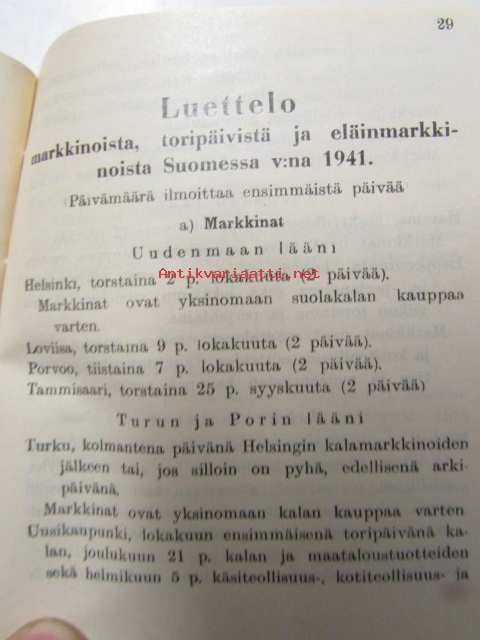 29
Luettelo
markkinoista, toripäivistä ja eläinmarkki-
noista Suomessa v:na 1941.
(Päivämäärä ilmoittaa ensimmäistä päivää
a) Markkinat
Uudenmaan lääni
Helsinki, torstaina 2 p. lokakuuta (2 päivää).
Antikvariaatti.net
Markkinat ovat yksinomaan suolakalan kauppaa
varten.
Loviisa, torstaina 9 p. lokakuuta (2 päivää).
Porvoo, tiistaina 7 p. lokakuuta (2 päivää).
Tammisaari, torstaina 25 p. syyskuuta (2 päivää)
Turun ja Porin lääni
Turku, kolmantena päivänä Helsingin kalamarkkinoiden
jälkeen tai, jos silloin on pyhä, edellisenä arki-
päivänä.
Markkinat ovat yksinomaan kalan kauppaa varten
Uusikaupunki, lokakuun ensimmäisenä toripäivänä ka-
lan, joulukuun 21 p. kalan ja maataloustuotteiden
sekä helmikuun 5 p. käsiteollisuus-, kotiteollisuus- ja